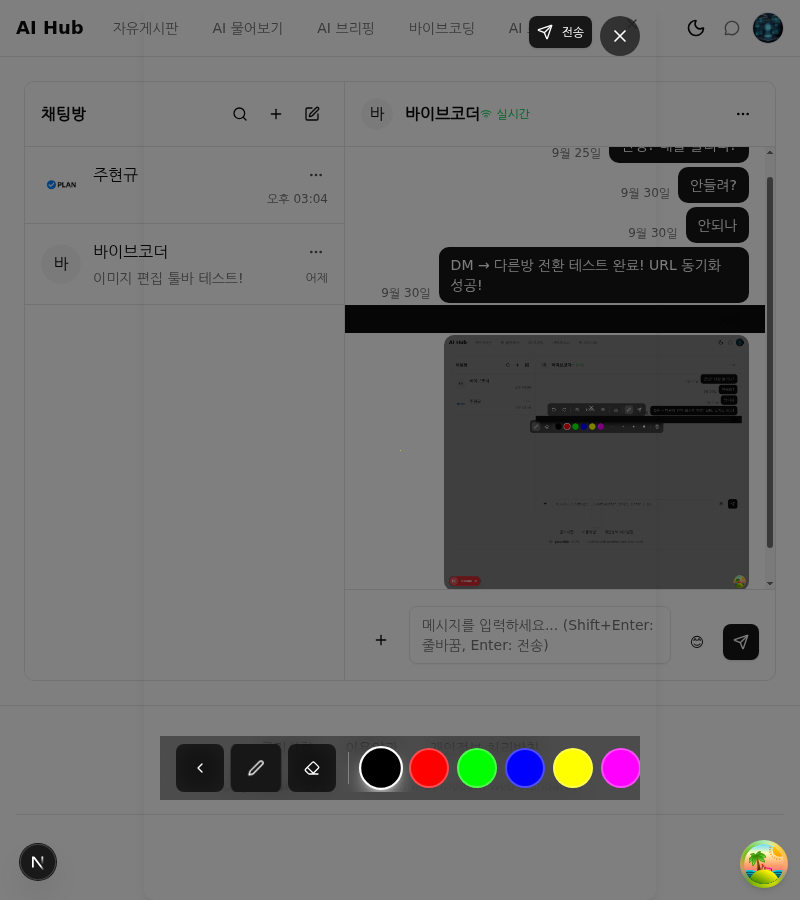 AI Hub
자유게시판
AI 물어보기
AI 브리핑
바이브코딩
AI
전송
채팅방
바
바이브코더
실시간
9월 25일
PLAN
주현규
오후 03:04
안들려?
9월 30일
안되나
9월 30일
바
바이브코더
이미지 편집 툴바 테스트!
어제
DM → 다른방 전환 테스트 완료! URL 동기화
성공!
9월 30일
AI Hub
메시지를 입력하세요... (Shift+Enter:
줄바꿈, Enter: 전송)
N